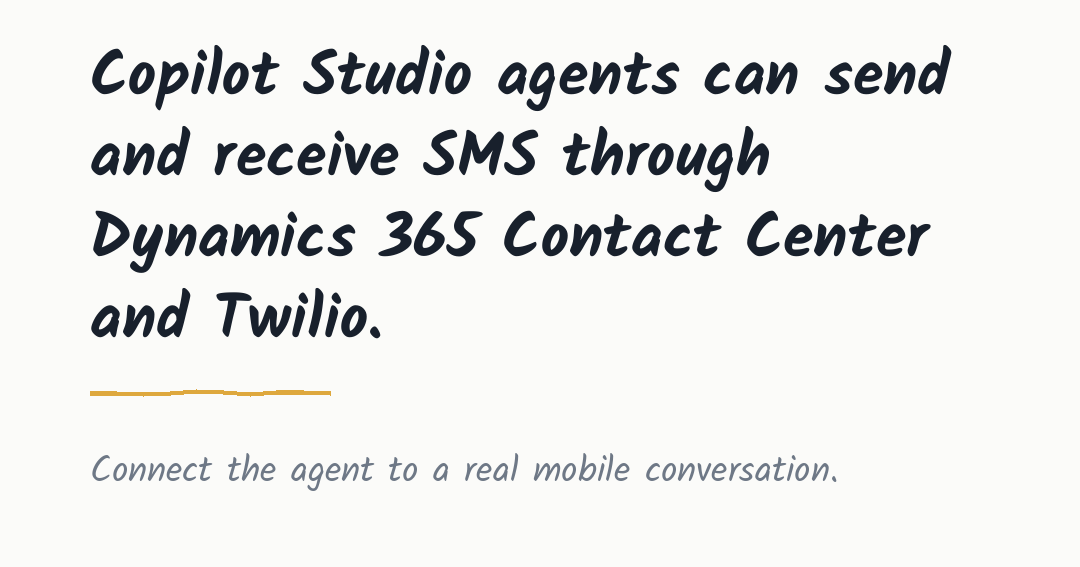 Copilot Studio agents can send
and receive SMS through
Dynamics 365 Contact Center
and Twilio.
Connect the agent to a real mobile conversation.